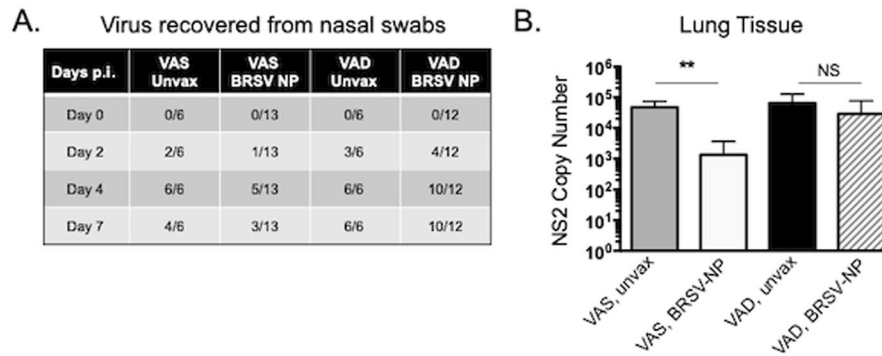 A. Virus recovered from nasal swabs
Days p.i. VAS Unvax VAS BRSV NP VAD Unvax VAD BRSV NP
Day 0 0/6 0/13 0/6 0/12
Day 2 2/6 1/13 3/6 4/12
Day 4 6/6 5/13 6/6 10/12
Day 7 4/6 3/13 6/6 10/12
B. Lung Tissue
NS2 Copy Number
10⁶
10⁵
10⁴
10³
10²
10¹
10⁰
**
NS
VAS, unvax
VAS, BRSV-NP
VAD, unvax
VAD, BRSV-NP